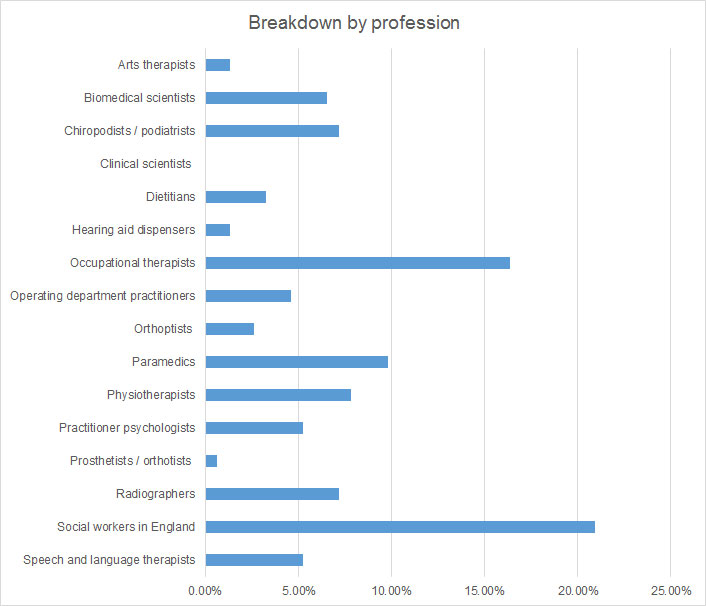 Breakdown by profession
Arts therapists
Biomedical scientists
Chiropodists / podiatrists
Clinical scientists
Dietitians
Hearing aid dispensers
Occupational therapists
Operating department practitioners
Orthoptists
Paramedics
Physiotherapists
Practitioner psychologists
Prosthetists / orthotists
Radiographers
Social workers in England
Speech and language therapists
0.00% 5.00% 10.00% 15.00% 20.00% 25.00%